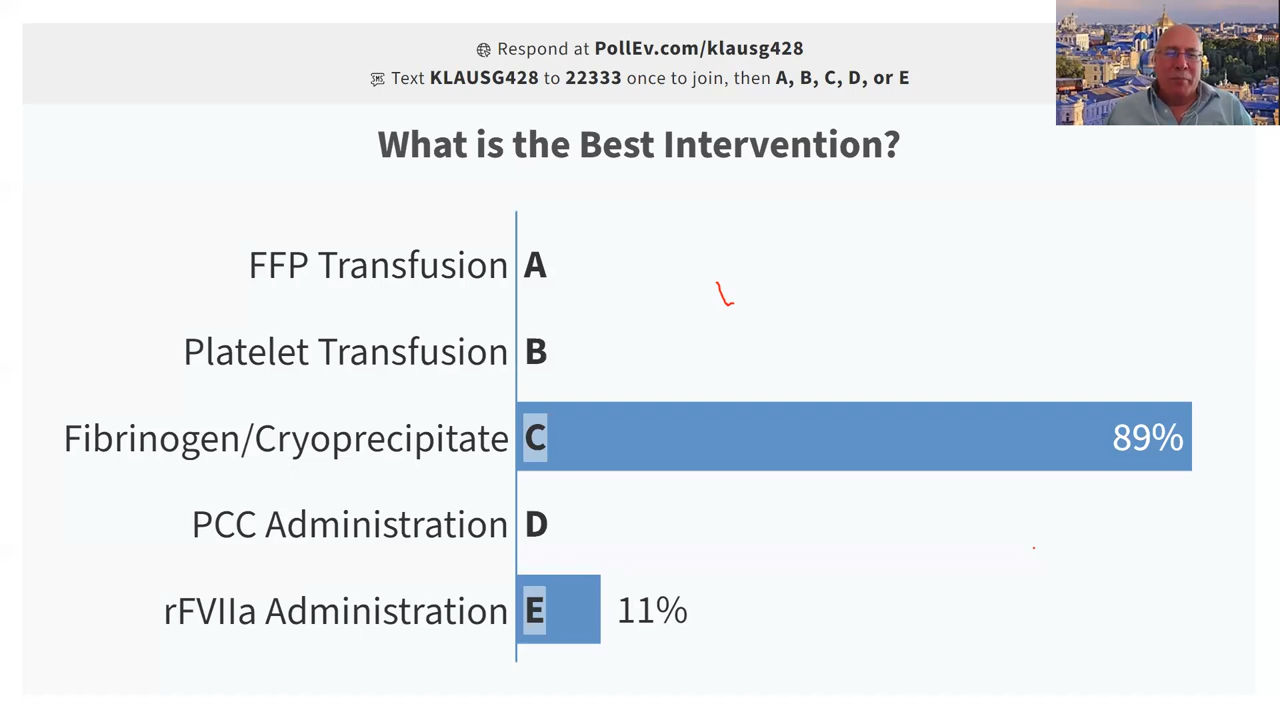 Respond at PollEv.com/klausg428
Text KLAUSG428 to 22333 once to join, then A, B, C, D, or E
What is the Best Intervention?
FFP Transfusion A
Platelet Transfusion B
Fibrinogen/Cryoprecipitate C 89%
PCC Administration D
rFVIIa Administration E 11%